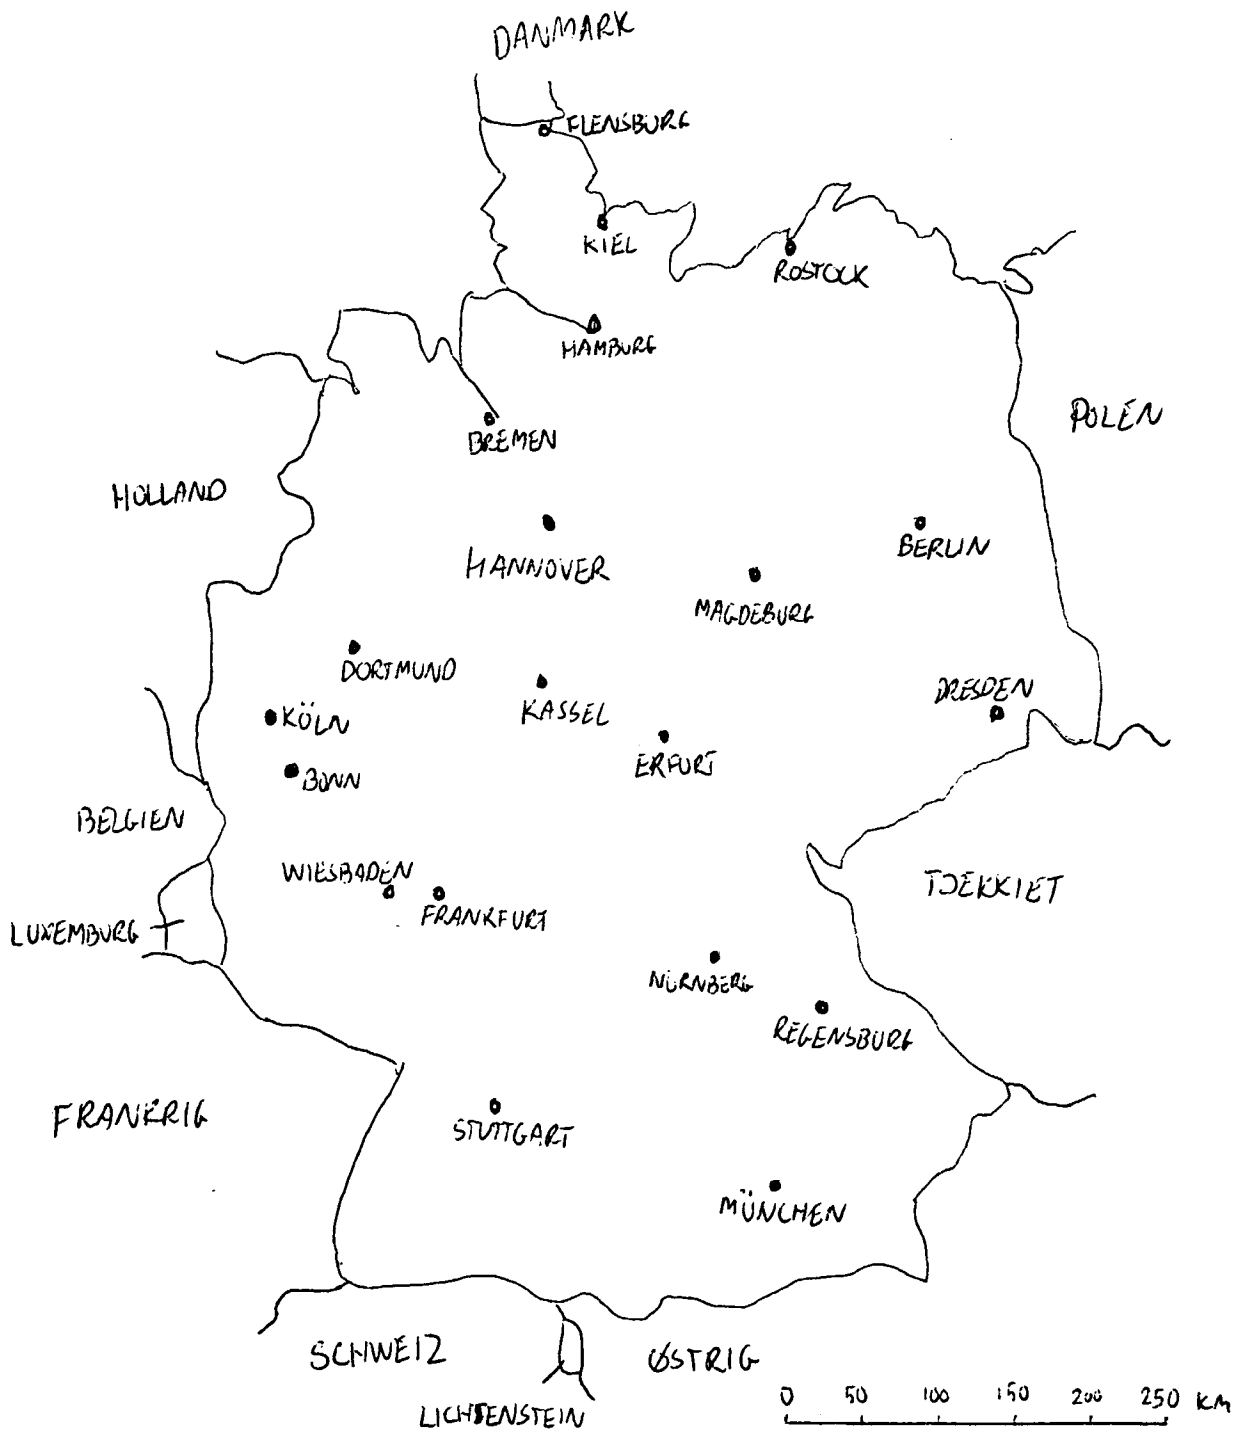 DANMARK
FLENSBURG
KIEL
ROSTOCK
HAMBURG
POLEN
BREMEN
HOLLAND
BERLIN
HANNOVER
MAGDEBURG
DORTMUND
DRESDEN
KASSEL
KÖLN
ERFURT
BONN
BELGIEN
WIESBADEN
TJEKKIET
FRANKFURT
LUXEMBURG
NÜRNBERG
REGENSBURG
FRANKRIG
STUTTGART
MÜNCHEN
SCHWEIZ
ØSTRIG
LICHTENSTEIN
0 50 100 150 200 250 KM